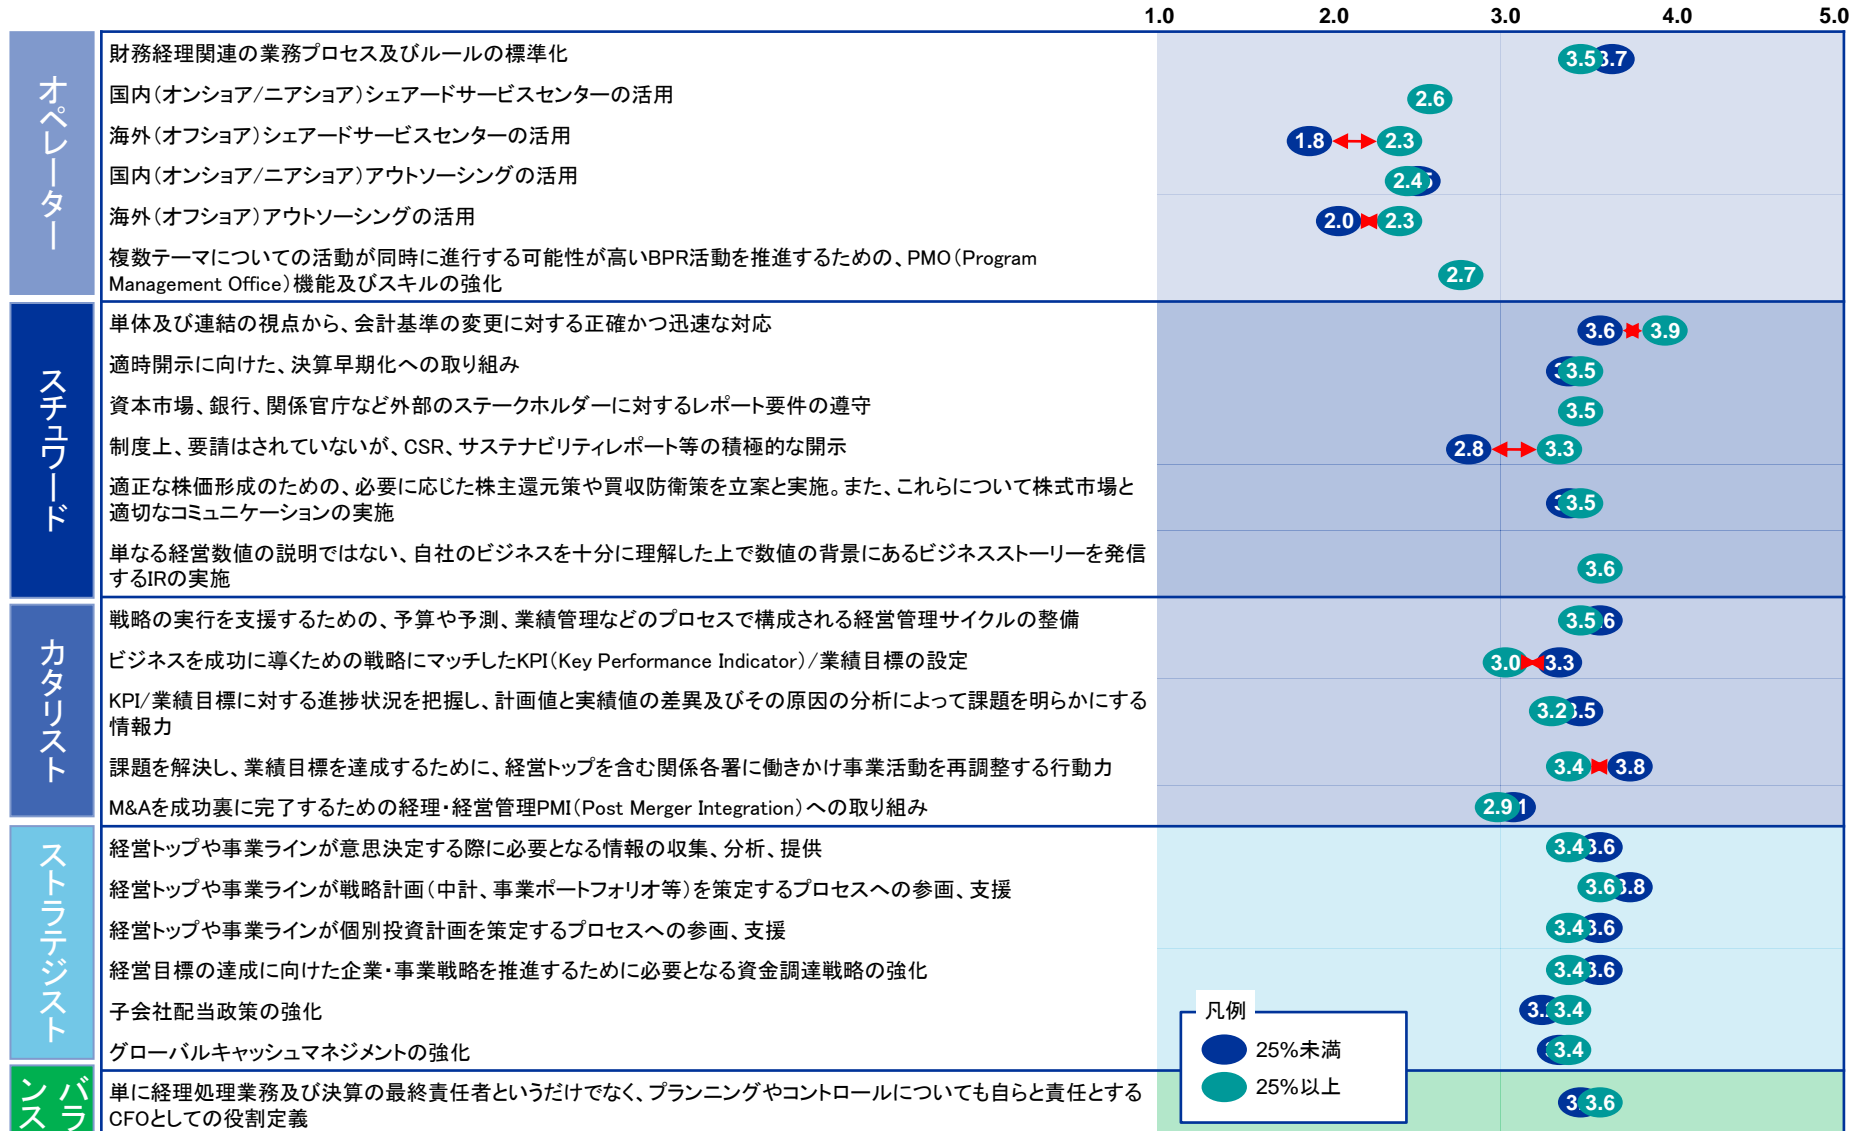 1.0 2.0 3.0 4.0 5.0
オペレーター
財務経理関連の業務プロセス及びルールの標準化
3.5 3.7
国内（オンショア/ニアショア）シェアードサービスセンターの活用
2.6
海外（オフショア）シェアードサービスセンターの活用
1.8 2.3
国内（オンショア/ニアショア）アウトソーシングの活用
2.4
海外（オフショア）アウトソーシングの活用
2.0 2.3
複数テーマについての活動が同時に進行する可能性が高いBPR活動を推進するための、PMO（Program
Management Office）機能及びスキルの強化
2.7
スチュワード
単体及び連結の視点から、会計基準の変更に対する正確かつ迅速な対応
3.6 3.9
適時開示に向けた、決算早期化への取り組み
3.5
資本市場、銀行、関係官庁など外部のステークホルダーに対するレポート要件の遵守
3.5
制度上、要請はされていないが、CSR、サステナビリティレポート等の積極的な開示
2.8 3.3
適正な株価形成のための、必要に応じた株主還元策や買収防衛策を立案と実施。また、これらについて株式市場と
適切なコミュニケーションの実施
3.5
単なる経営数値の説明ではない、自社のビジネスを十分に理解した上で数値の背景にあるビジネスストーリーを発信
するIRの実施
3.6
カタリスト
戦略の実行を支援するための、予算や予測、業績管理などのプロセスで構成される経営管理サイクルの整備
3.5
ビジネスを成功に導くための戦略にマッチしたKPI（Key Performance Indicator）/業績目標の設定
3.0 3.3
KPI/業績目標に対する進捗状況を把握し、計画値と実績値の差異及びその原因の分析によって課題を明らかにする
情報力
3.2 3.5
課題を解決し、業績目標を達成するために、経営トップを含む関係各署に働きかけ事業活動を再調整する行動力
3.4 3.8
M&Aを成功裏に完了するための経理・経営管理PMI（Post Merger Integration）への取り組み
2.9
ストラテジスト
経営トップや事業ラインが意思決定する際に必要となる情報の収集、分析、提供
3.4 3.6
経営トップや事業ラインが戦略計画（中計、事業ポートフォリオ等）を策定するプロセスへの参画、支援
3.6 3.8
経営トップや事業ラインが個別投資計画を策定するプロセスへの参画、支援
3.4 3.6
経営目標の達成に向けた企業・事業戦略を推進するために必要となる資金調達戦略の強化
3.4 3.6
子会社配当政策の強化
3.4
グローバルキャッシュマネジメントの強化
3.4
凡例
25%未満
25%以上
バラ
ンス
単に経理処理業務及び決算の最終責任者というだけでなく、プランニングやコントロールについても自らと責任とする
CFOとしての役割定義
3.6